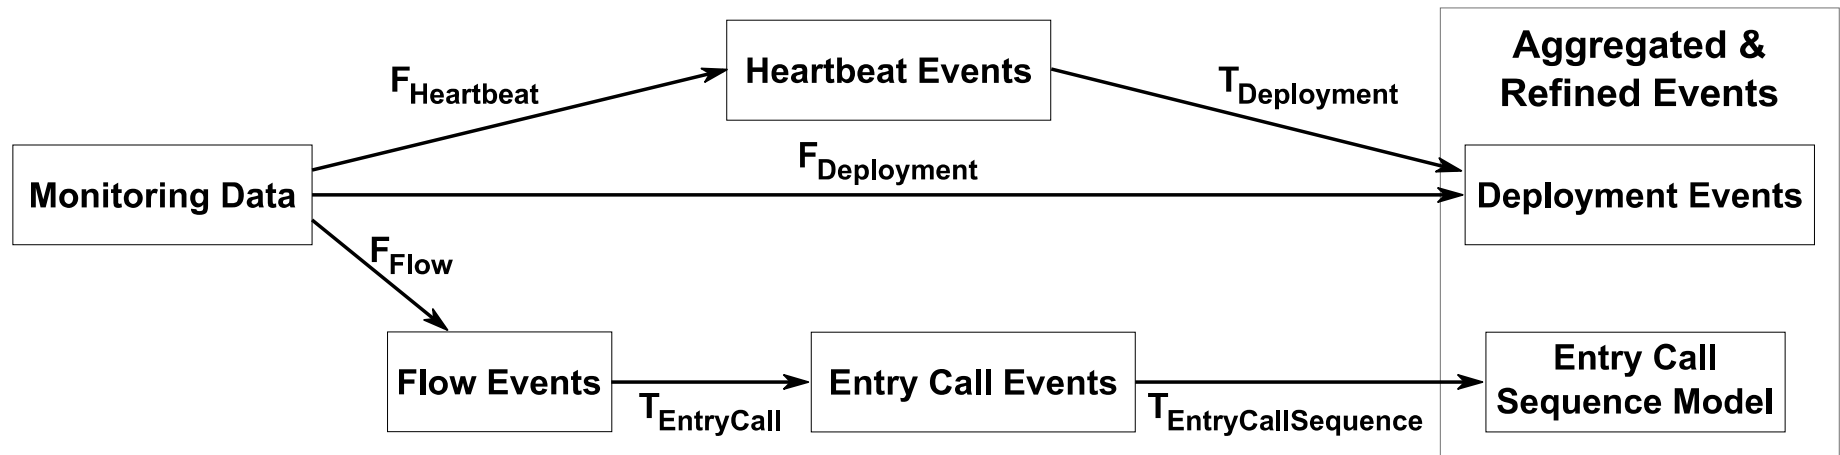 Aggregated &
Refined Events
Heartbeat Events
F_Heartbeat
T_Deployment
F_Deployment
Monitoring Data
Deployment Events
F_Flow
Flow Events
T_EntryCall
Entry Call Events
T_EntryCallSequence
Entry Call
Sequence Model